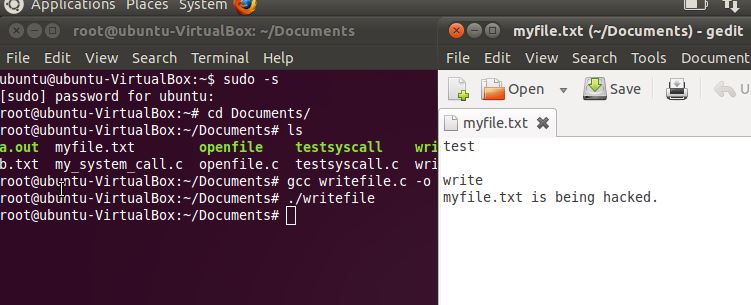 Applications Places System
root@ubuntu-VirtualBox: ~/Documents
File Edit View Search Terminal Help
ubuntu@ubuntu-VirtualBox:~$ sudo -s
[sudo] password for ubuntu:
root@ubuntu-VirtualBox:~# cd Documents/
root@ubuntu-VirtualBox:~/Documents# ls
a.out myfile.txt openfile testsyscall wri
b.txt my_system_call.c openfile.c testsyscall.c wri
root@ubuntu-VirtualBox:~/Documents# gcc writefile.c -o
root@ubuntu-VirtualBox:~/Documents# ./writefile
root@ubuntu-VirtualBox:~/Documents#
myfile.txt (~/Documents) - gedit
File Edit View Search Tools Document
Open Save U
myfile.txt
test
write
myfile.txt is being hacked.